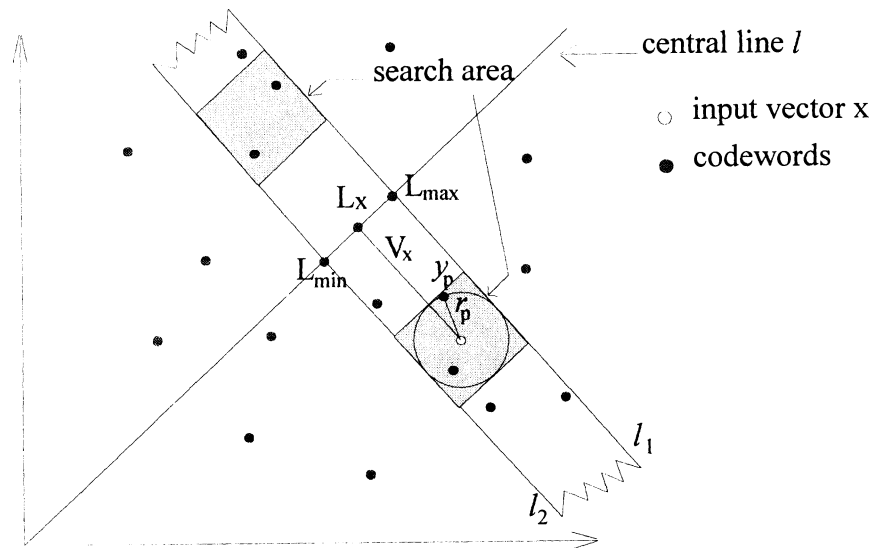 central line l
search area
input vector x
codewords
Lx
Lmax
Vx
Lmin
yp
rp
l1
l2